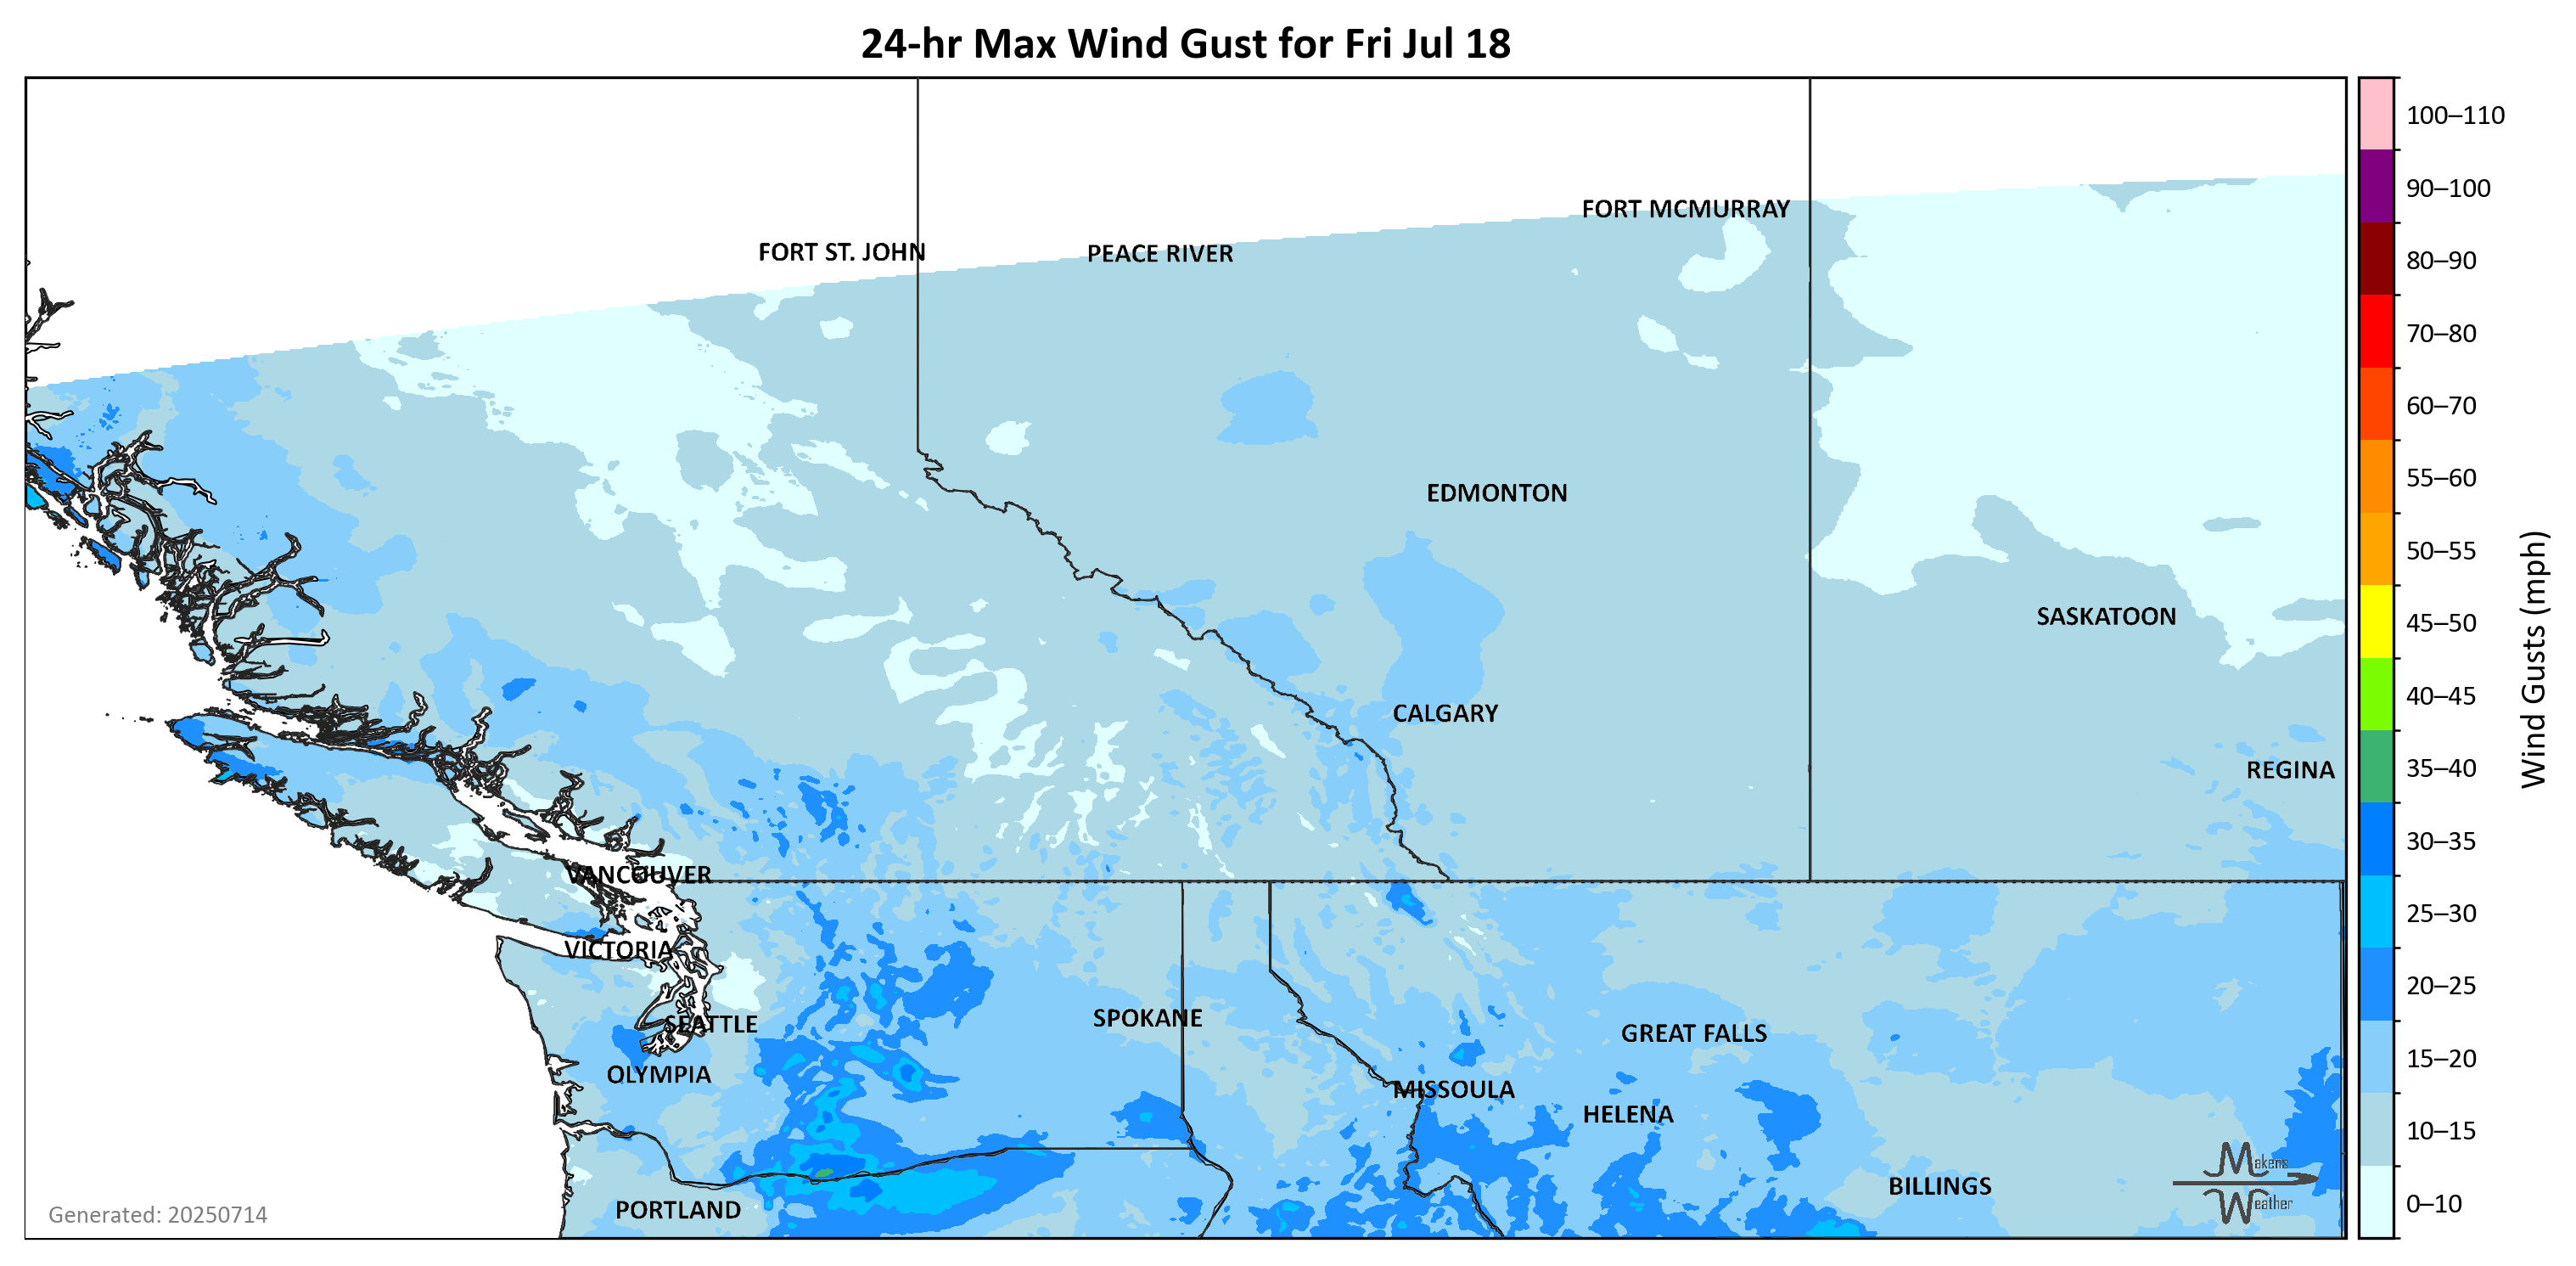 24-hr Max Wind Gust for Fri Jul 18
100–110
FORT MCMURRAY
90–100
FORT ST. JOHN
PEACE RIVER
80–90
70–80
60–70
EDMONTON
55–60
50–55
SASKATOON
45–50
Wind Gusts (mph)
CALGARY
40–45
REGINA
35–40
30–35
VANCOUVER
25–30
VICTORIA
20–25
SEATTLE
SPOKANE
GREAT FALLS
15–20
OLYMPIA
MISSOULA
HELENA
10–15
Makens
Weather
BILLINGS
PORTLAND
0–10
Generated: 20250714